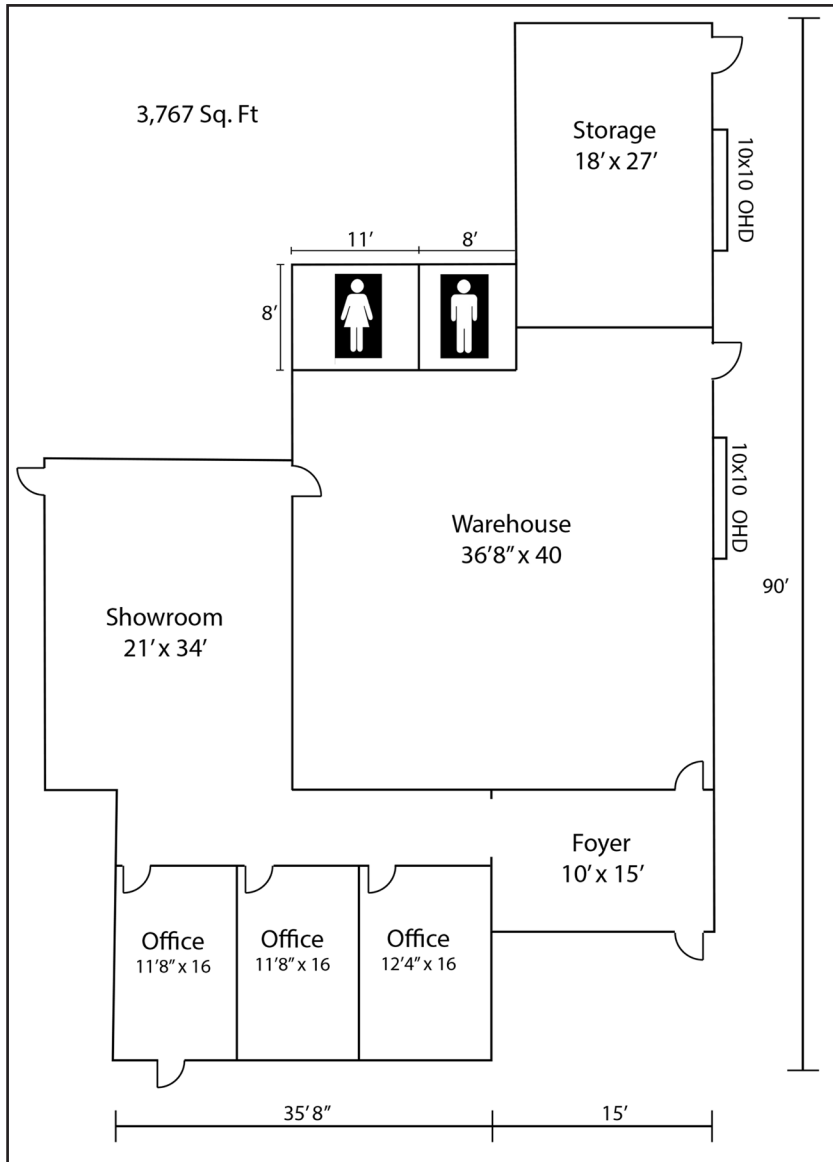 3,767 Sq. Ft
Storage
18’ x 27’
10x10 OHD
11’
8’
8’
10x10 OHD
Warehouse
36’8” x 40
90’
Showroom
21’ x 34’
Foyer
10’ x 15’
Office
11’8” x 16
Office
11’8” x 16
Office
12’4” x 16
35’8”
15’